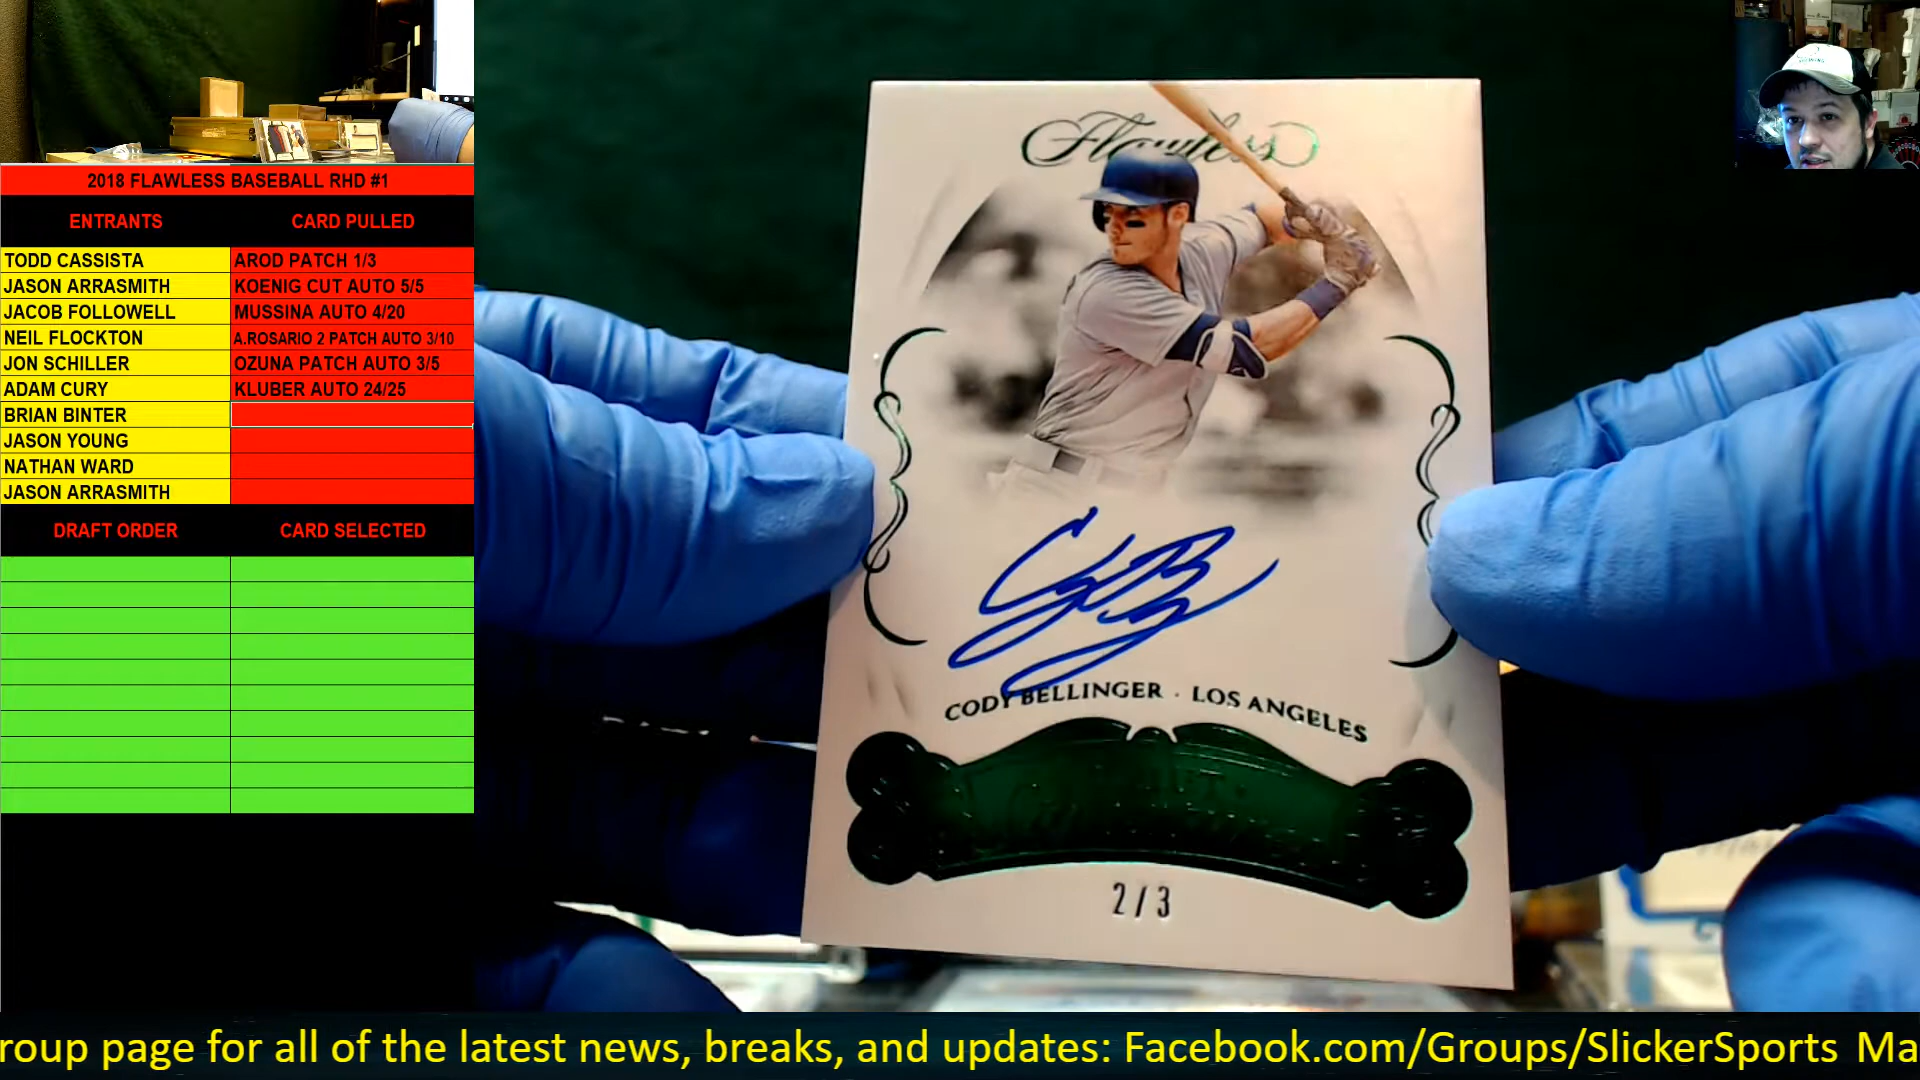 2018 FLAWLESS BASEBALL RHD #1
ENTRANTS CARD PULLED
TODD CASSISTA AROD PATCH 1/3
JASON ARRASMITH KOENIG CUT AUTO 5/5
JACOB FOLLOWELL MUSSINA AUTO 4/20
NEIL FLOCKTON A.ROSARIO 2 PATCH AUTO 3/10
JON SCHILLER OZUNA PATCH AUTO 3/5
ADAM CURY KLUBER AUTO 24/25
BRIAN BINTER
JASON YOUNG
NATHAN WARD
JASON ARRASMITH
DRAFT ORDER CARD SELECTED
Flawless
CODY BELLINGER · LOS ANGELES
2/3
roup page for all of the latest news, breaks, and updates: Facebook.com/Groups/SlickerSports Ma